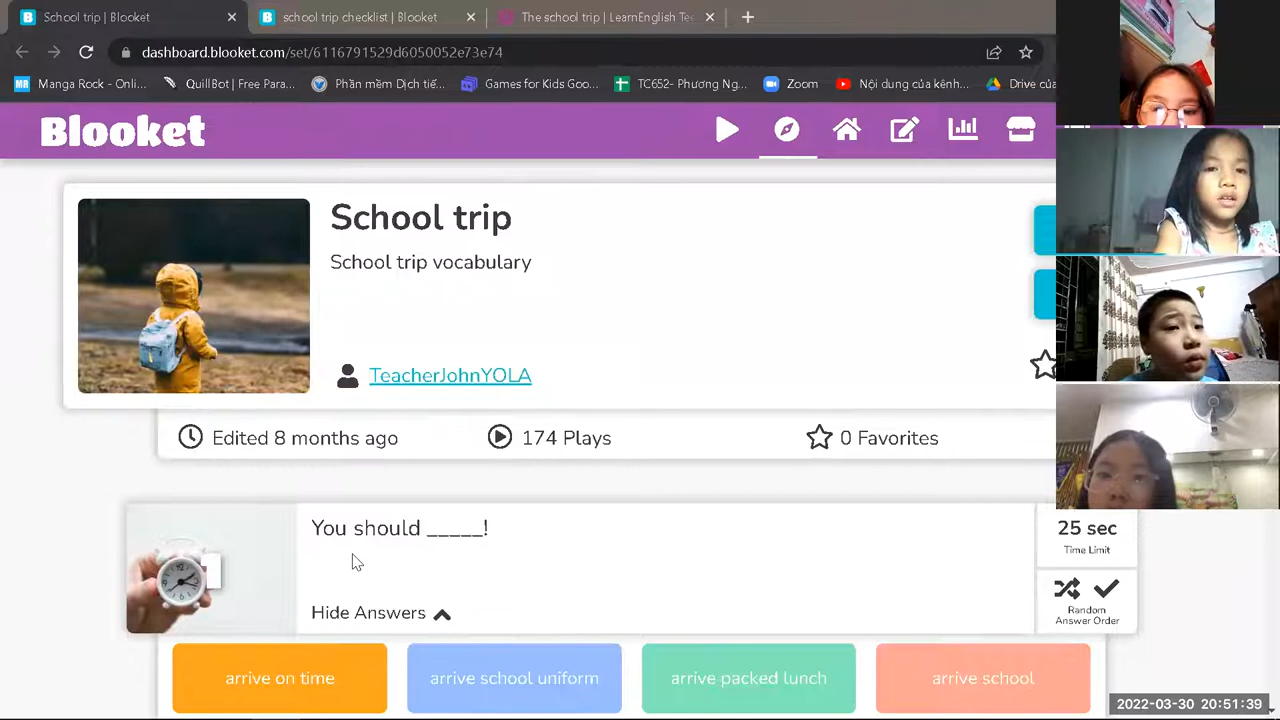 School trip | Blooket
school trip checklist | Blooket
The school trip | LearnEnglish Tee
dashboard.blooket.com/set/6116791529d6050052e73e74
Manga Rock - Onli...
QuillBot | Free Para...
Phần mềm Dịch tiế...
Games for Kids Goo...
TC652- Phương Ng...
Zoom
Nội dung của kênh...
Drive củ
Blooket
School trip
School trip vocabulary
TeacherJohnYOLA
Edited 8 months ago
174 Plays
0 Favorites
You should _____!
25 sec
Time Limit
Hide Answers
Random
Answer Order
arrive on time
arrive school uniform
arrive packed lunch
arrive school
2022-03-30 20:51:39